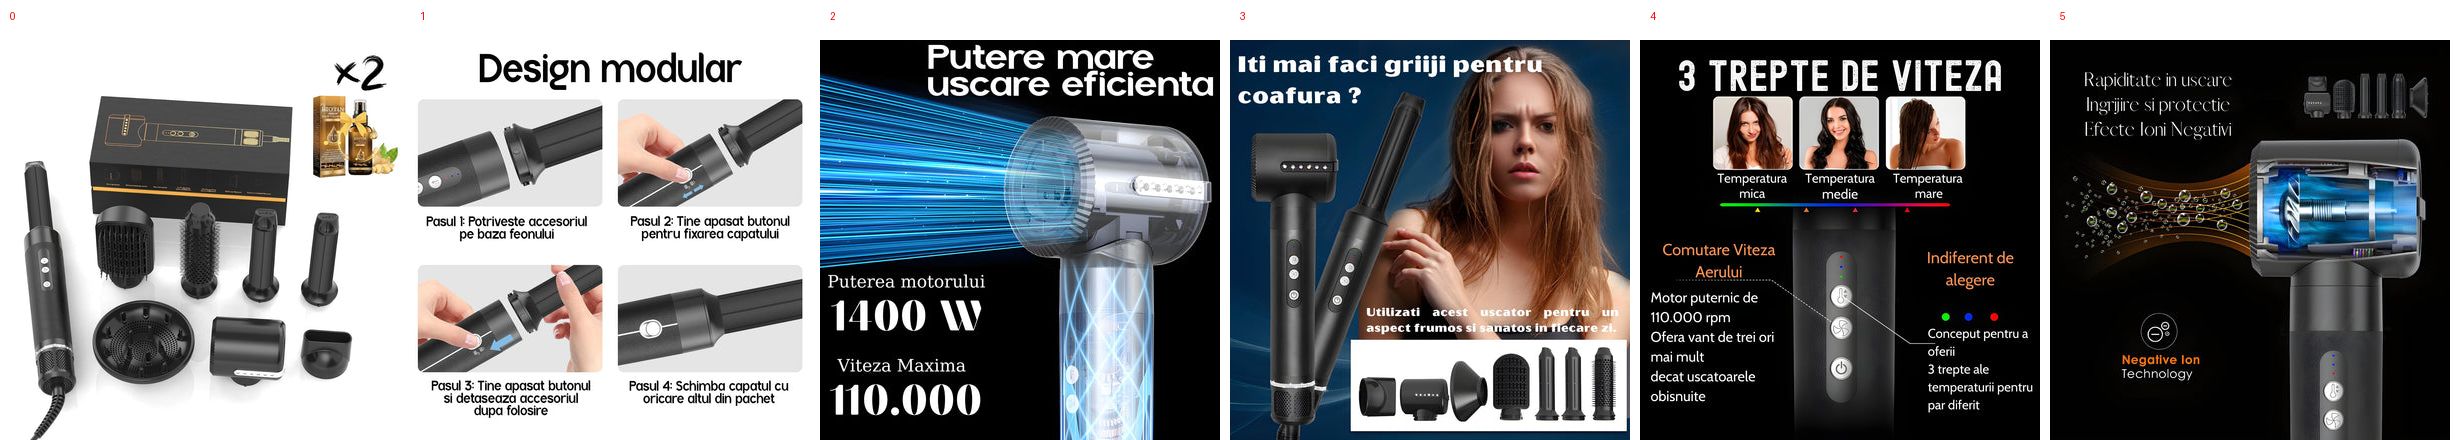 0
×2
BIOTIN
1
Design modular
Pasul 1: Potriveste accesoriul
pe baza feonului
Pasul 2: Tine apasat butonul
pentru fixarea capatului
Pasul 3: Tine apasat butonul
si detaseaza accesoriul
dupa folosire
Pasul 4: Schimba capatul cu
oricare altul din pachet
2
Putere mare
uscare eficienta
Puterea motorului
1400 W
Viteza Maxima
110.000
3
Iti mai faci griiji pentru
coafura ?
Utilizati acest uscator pentru un
aspect frumos si sanatos in fiecare zi.
4
3 TREPTE DE VITEZA
Temperatura
mica
Temperatura
medie
Temperatura
mare
Comutare Viteza
Aerului
Motor puternic de
110.000 rpm
Ofera vant de trei ori
mai mult
decat uscatoarele
obisnuite
Indiferent de
alegere
Conceput pentru a
oferii
3 trepte ale
temperaturii pentru
par diferit
5
Rapiditate in uscare
Ingrijire si protectie
Efecte Ioni Negativi
Negative Ion
Technology